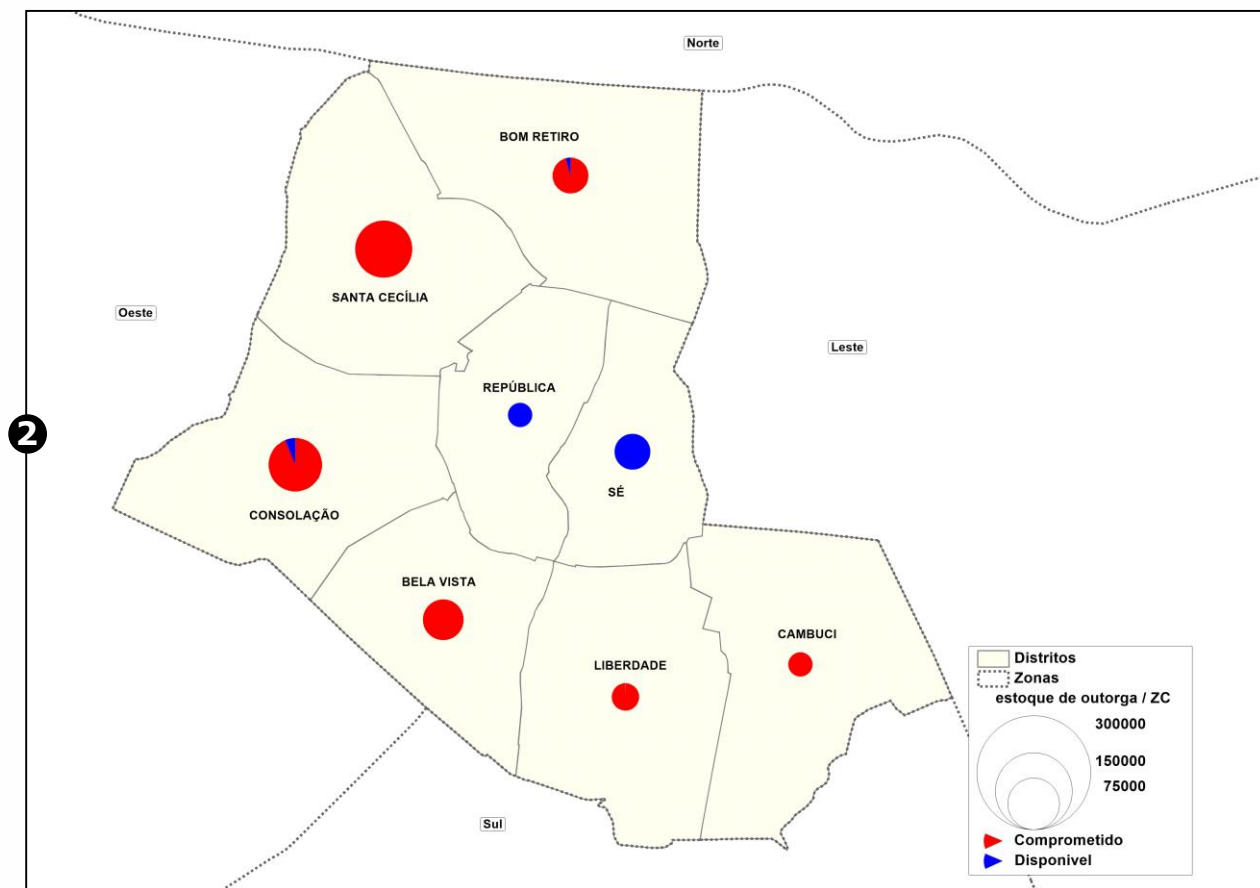 Norte
BOM RETIRO
SANTA CECÍLIA
Oeste
Leste
REPÚBLICA
2
SÉ
CONSOLAÇÃO
BELA VISTA
CAMBUCI
LIBERDADE
Sul
Distritos
Zonas
estoque de outorga / ZC
300000
150000
75000
Comprometido
Disponivel